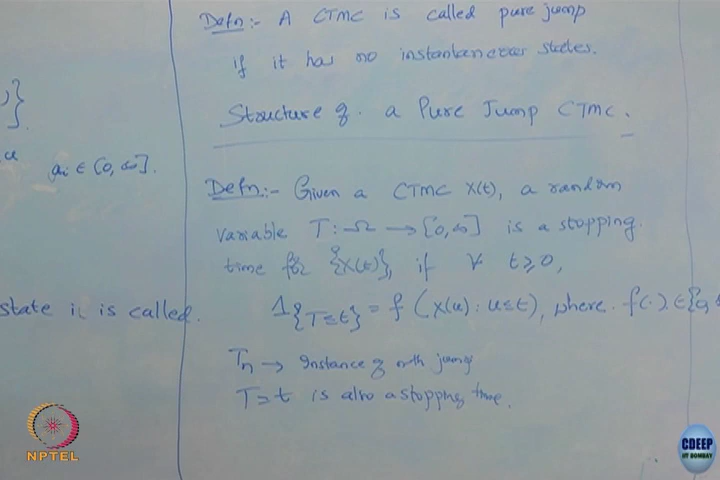 Defn:- A CTMC is called pure jump
if it has no instantaneous states.
Structure of a Pure Jump CTMC.
a_i ∈ [0, ∞].
Defn:- Given a CTMC X(t), a random
variable T : Ω → [0, ∞] is a stopping
time for {X(t)}, if ∀ t ≥ 0,
state i is called.
1{T≤t} = f (X(u) : u≤t), where f(.) ∈ {0,
T_n → Instance of nth jump
T=t is also a stopping time.
NPTEL
CDEEP
IIT BOMBAY